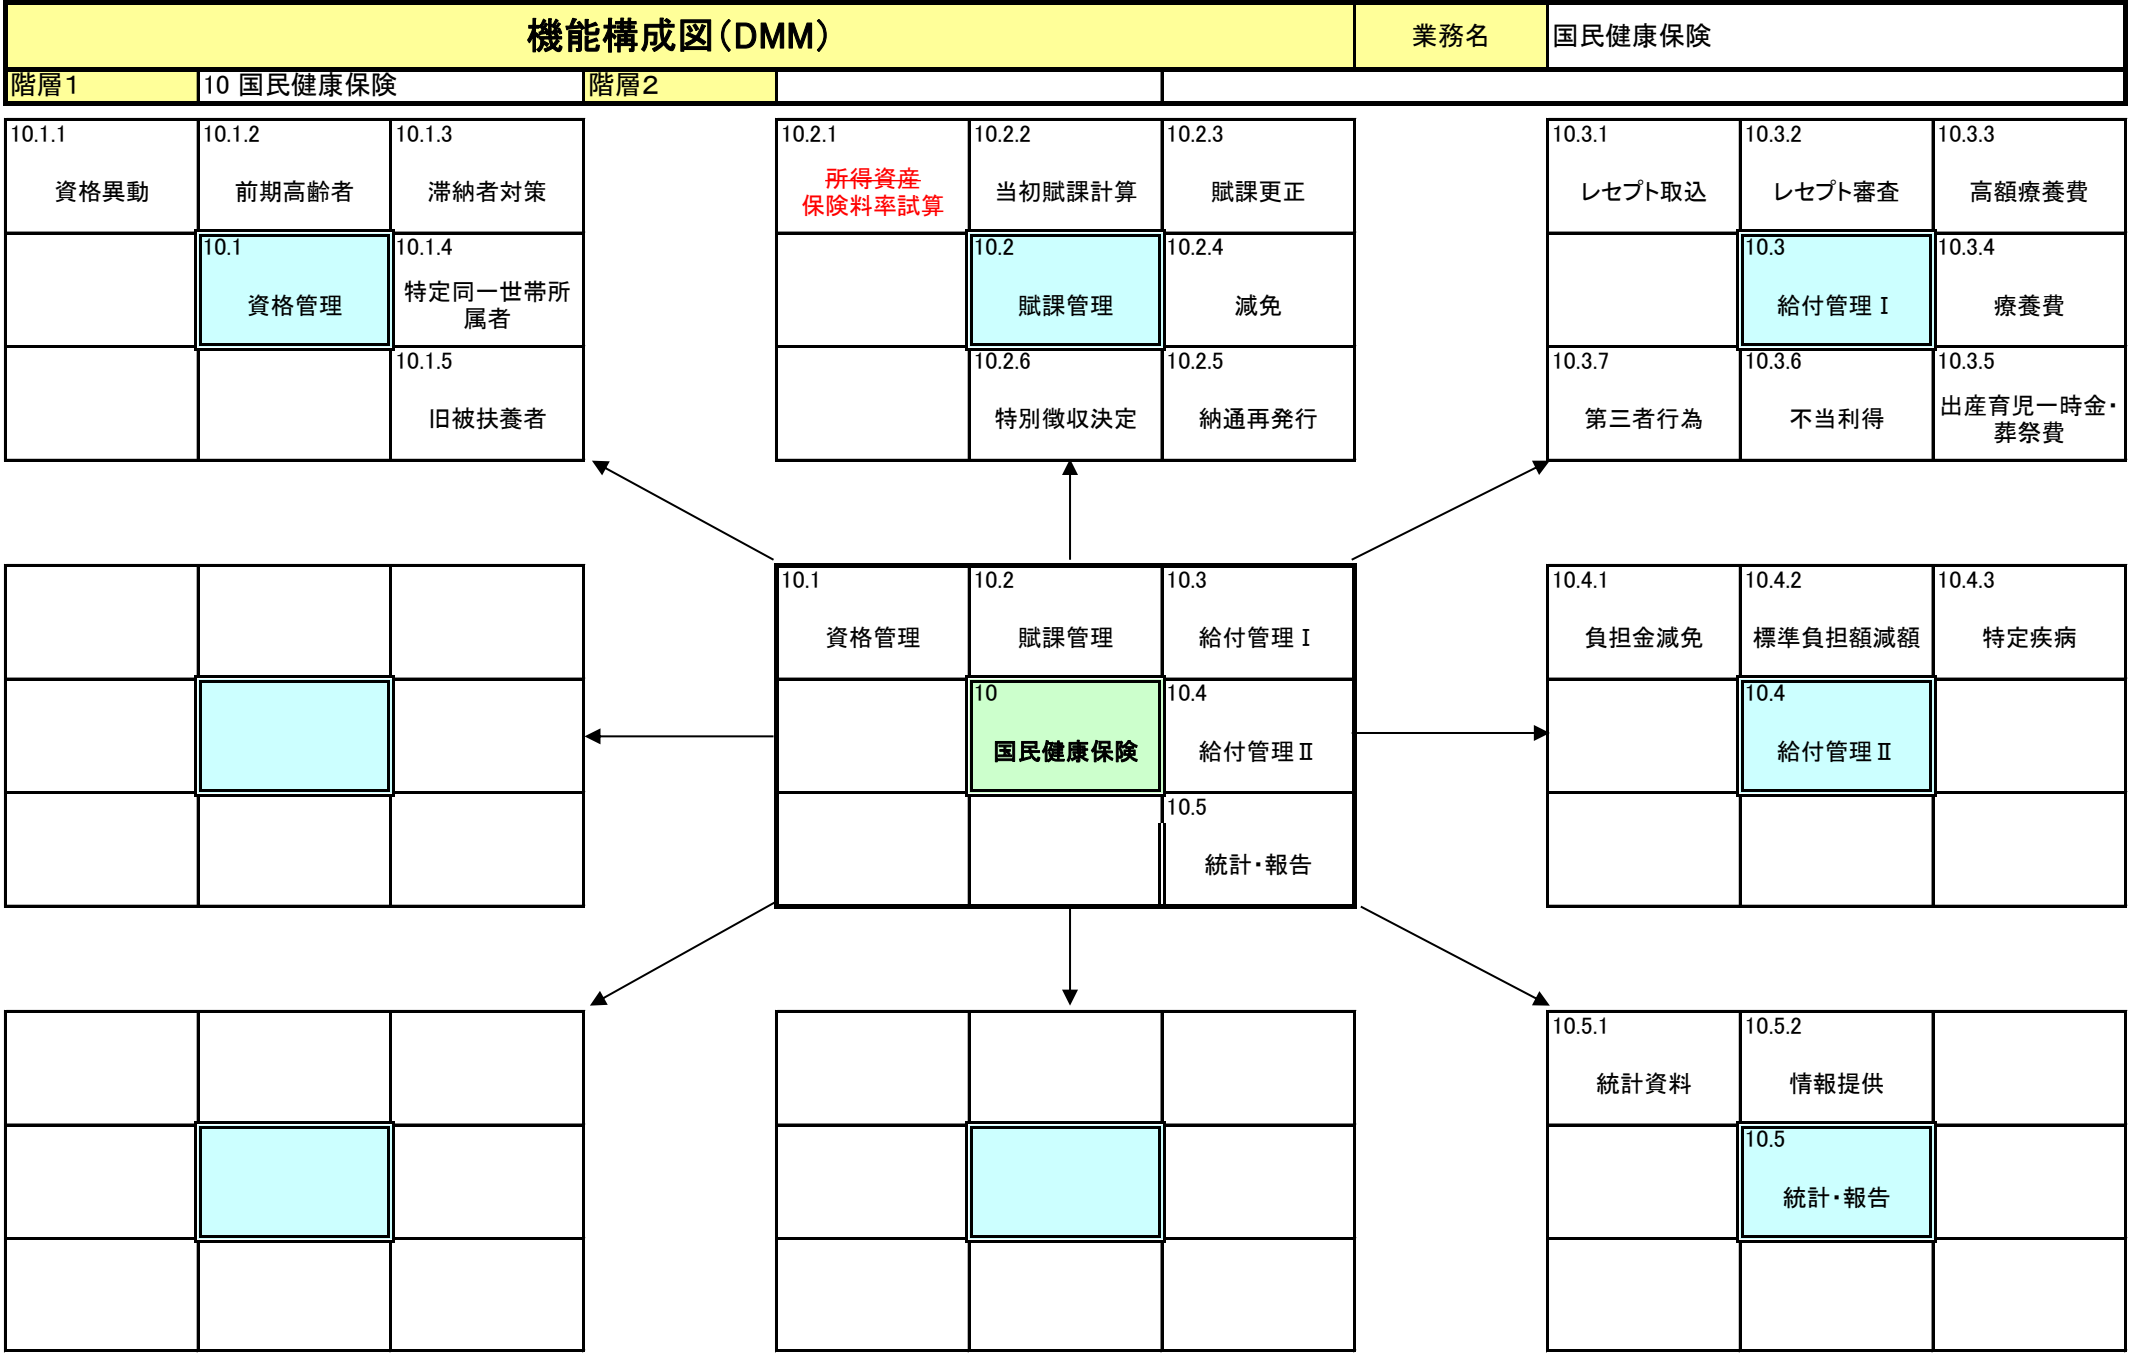 機能構成図（DMM）
業務名
国民健康保険
階層1
10 国民健康保険
階層2
10.1.1
資格異動
10.1.2
前期高齢者
10.1.3
滞納者対策
10.1
資格管理
10.1.4
特定同一世帯所
属者
10.1.5
旧被扶養者
10.2.1
所得資産
保険料率試算
10.2.2
当初賦課計算
10.2.3
賦課更正
10.2
賦課管理
10.2.4
減免
10.2.6
特別徴収決定
10.2.5
納通再発行
10.3.1
レセプト取込
10.3.2
レセプト審査
10.3.3
高額療養費
10.3
給付管理Ⅰ
10.3.4
療養費
10.3.7
第三者行為
10.3.6
不当利得
10.3.5
出産育児一時金・
葬祭費
10.1
資格管理
10.2
賦課管理
10.3
給付管理Ⅰ
10
国民健康保険
10.4
給付管理Ⅱ
10.5
統計・報告
10.4.1
負担金減免
10.4.2
標準負担額減額
10.4.3
特定疾病
10.4
給付管理Ⅱ
10.5.1
統計資料
10.5.2
情報提供
10.5
統計・報告